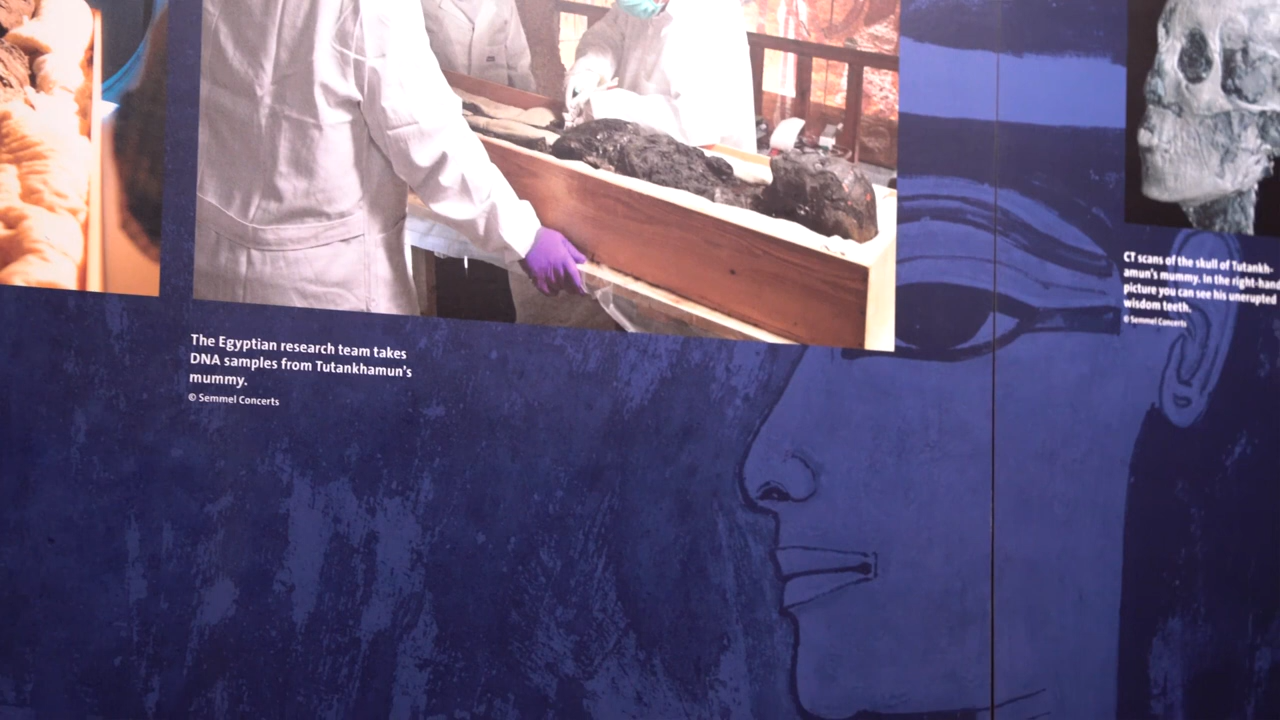 The Egyptian research team takes
DNA samples from Tutankhamun's
mummy.
© Semmel Concerts
CT scans of the skull of Tutankh-
amun's mummy. In the right-hand
picture you can see his unerupted
wisdom teeth.
© Semmel Concerts